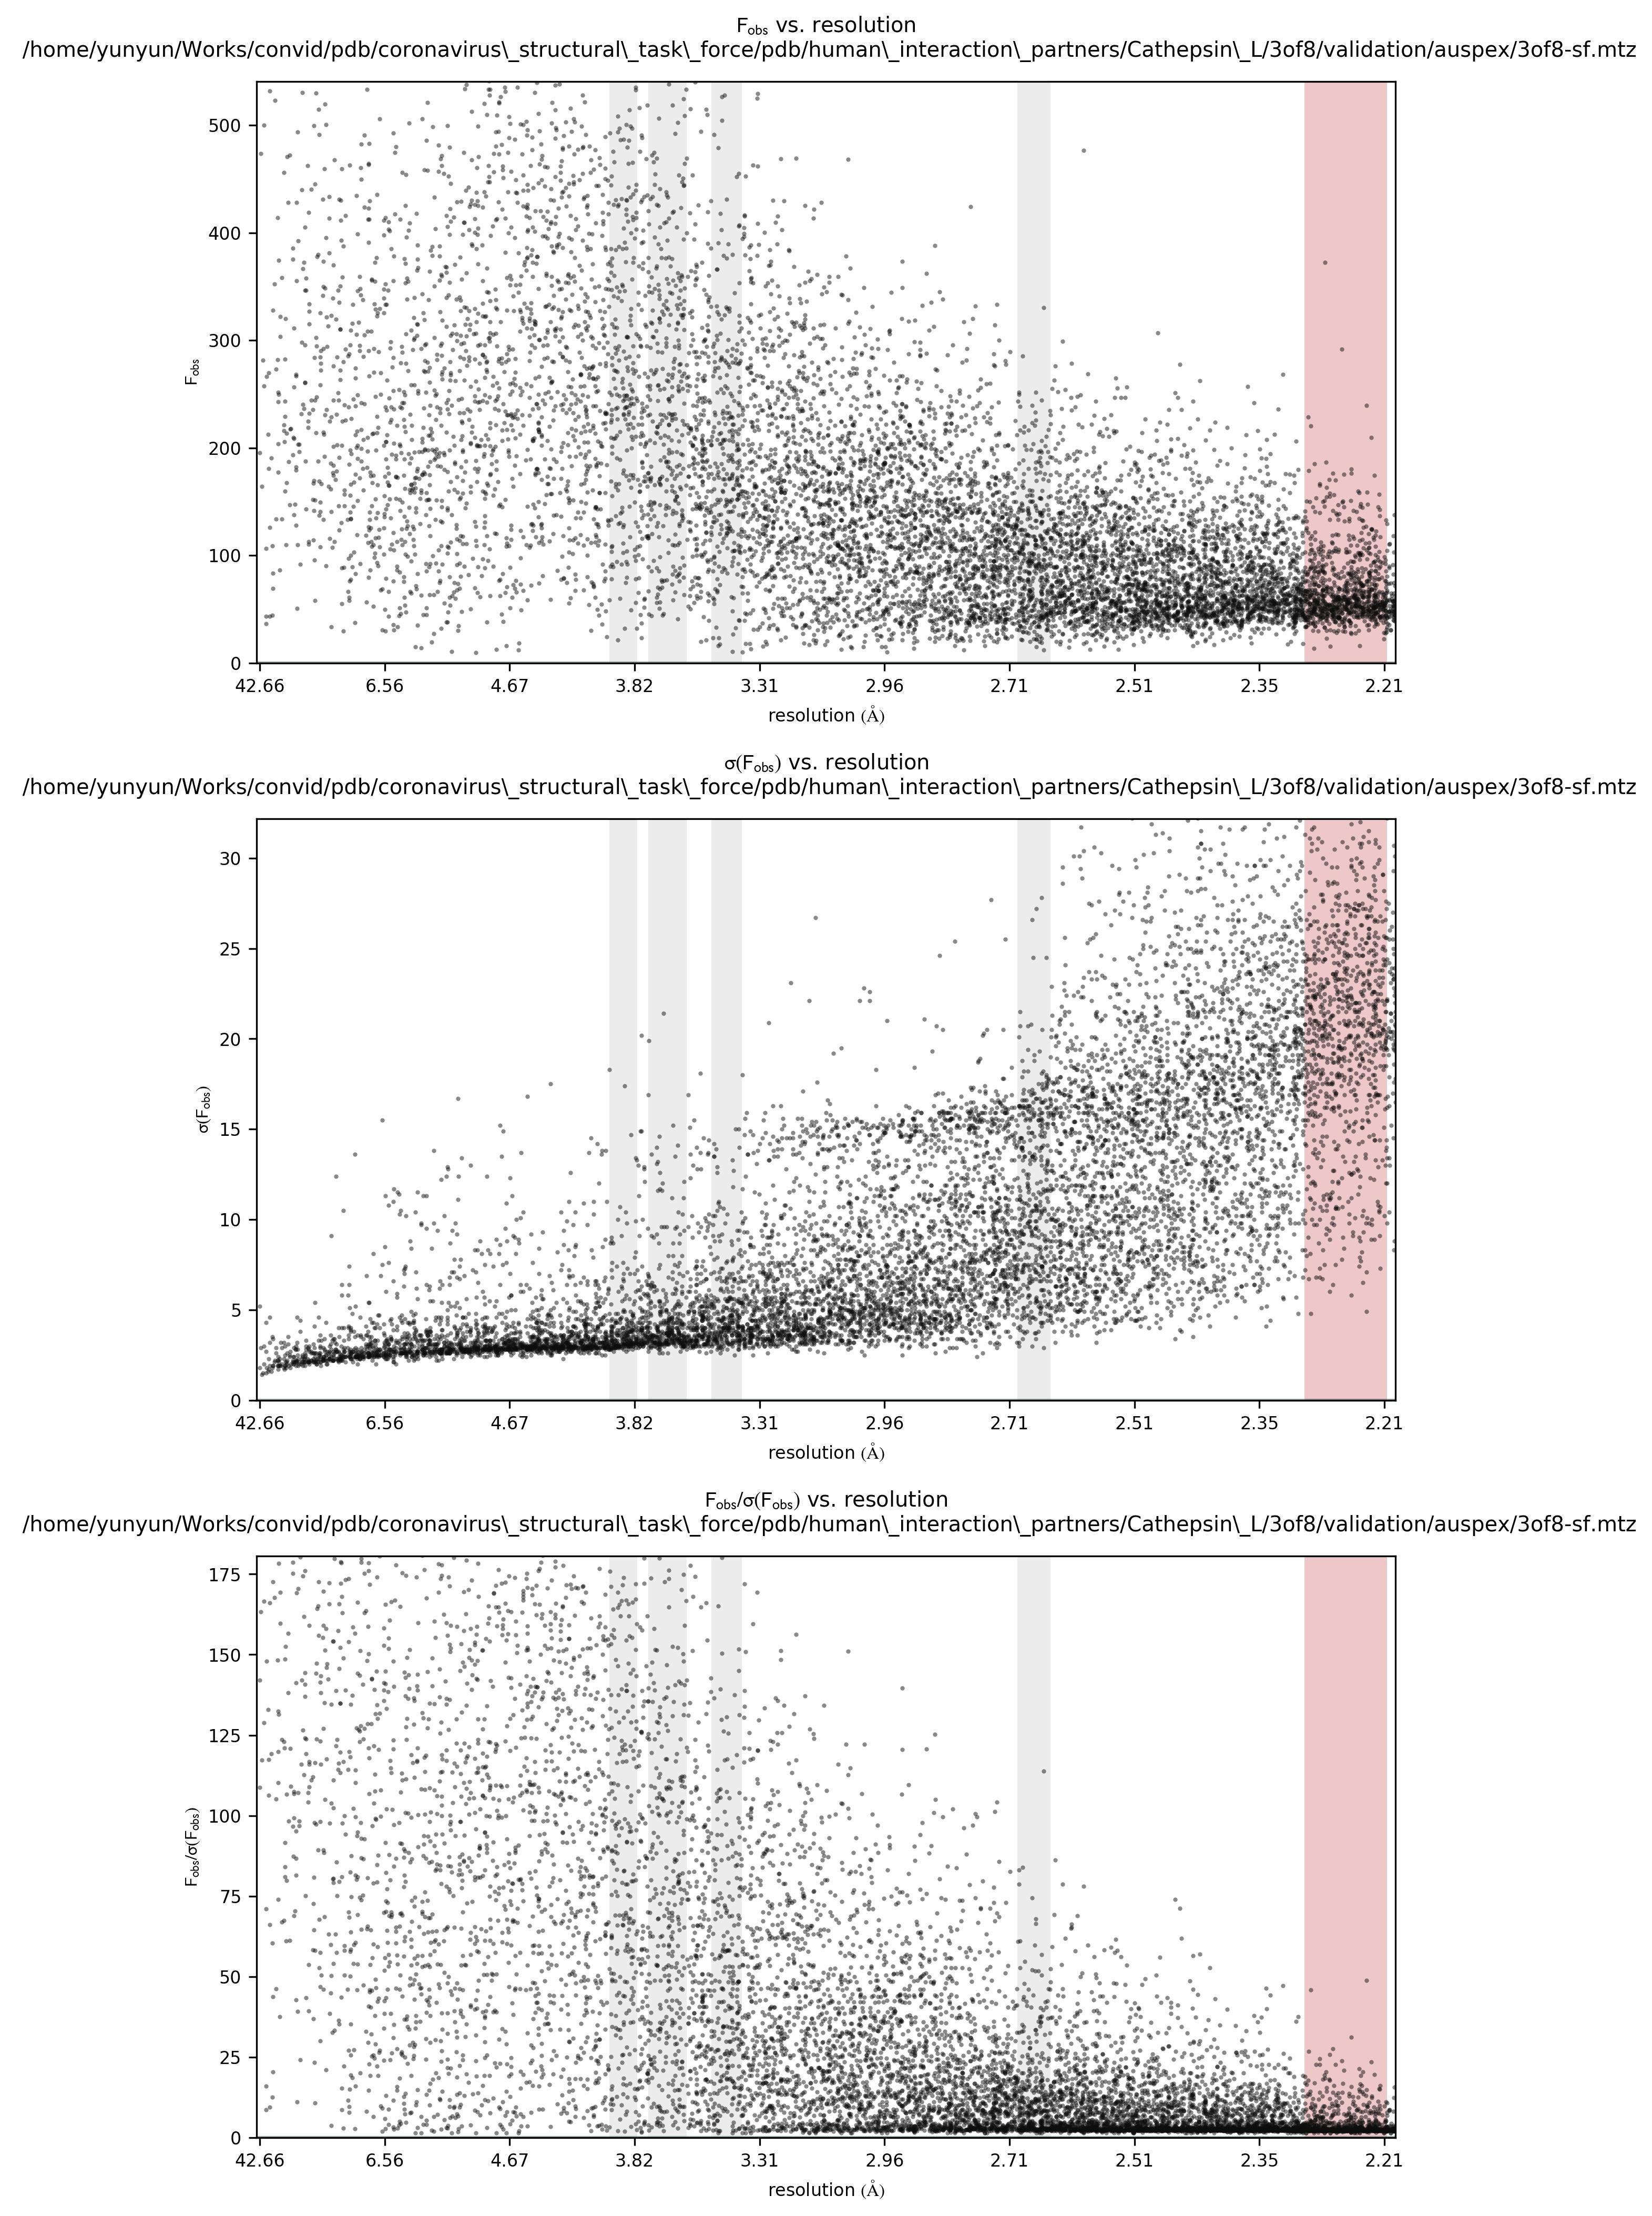 Fobs vs. resolution
/home/yunyun/Works/convid/pdb/coronavirus\_structural\_task\_force/pdb/human\_interaction\_partners/Cathepsin\_L/3of8/validation/auspex/3of8-sf.mtz
500
400
300
200
100
0
Fobs
42.66 6.56 4.67 3.82 3.31 2.96 2.71 2.51 2.35 2.21
resolution (Å)
σ(Fobs) vs. resolution
/home/yunyun/Works/convid/pdb/coronavirus\_structural\_task\_force/pdb/human\_interaction\_partners/Cathepsin\_L/3of8/validation/auspex/3of8-sf.mtz
30
25
20
15
10
5
0
σ(Fobs)
42.66 6.56 4.67 3.82 3.31 2.96 2.71 2.51 2.35 2.21
resolution (Å)
Fobs/σ(Fobs) vs. resolution
/home/yunyun/Works/convid/pdb/coronavirus\_structural\_task\_force/pdb/human\_interaction\_partners/Cathepsin\_L/3of8/validation/auspex/3of8-sf.mtz
175
150
125
100
75
50
25
0
Fobs/σ(Fobs)
42.66 6.56 4.67 3.82 3.31 2.96 2.71 2.51 2.35 2.21
resolution (Å)